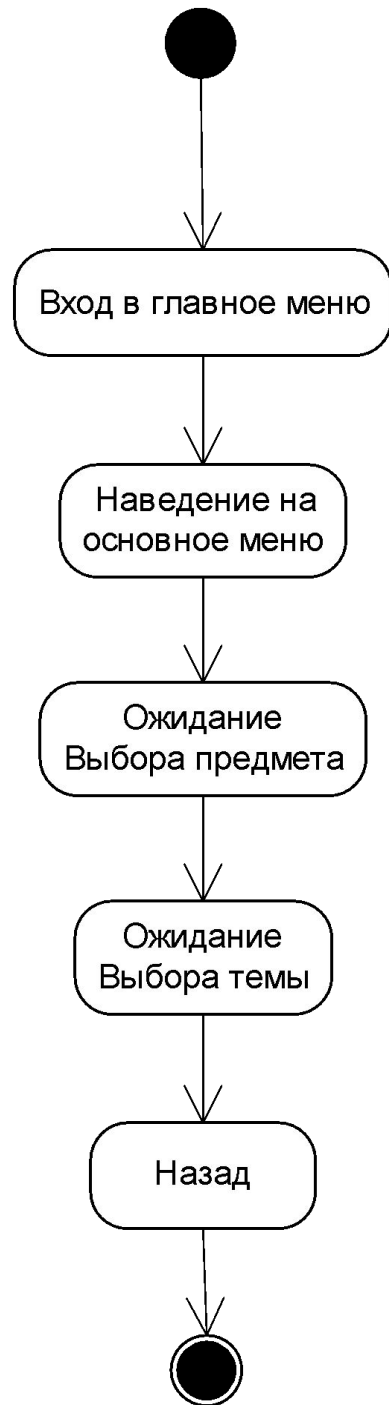 Вход в главное меню
Наведение на
основное меню
Ожидание
Выбора предмета
Ожидание
Выбора темы
Назад